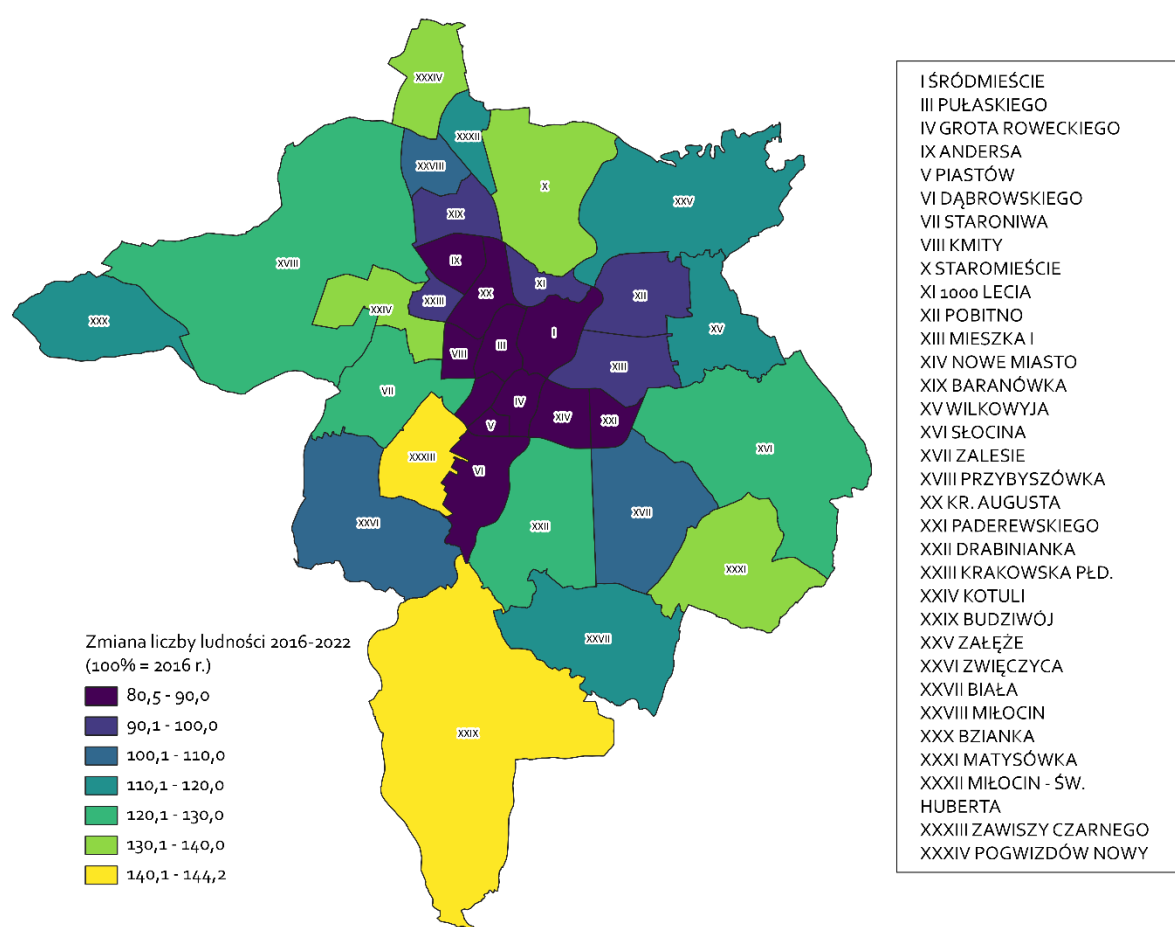 XXXIV
XXXII
XXVIII
X
XXV
XIX
XVIII
IX
XX
XI
XII
XXIII
XXIV
XXX
I
XV
III
VIII
XIII
VII
IV
XIV
XXI
V
XVI
XXXIII
VI
XXVI
XXII
XVII
XXXI
XXVII
XXIX
Zmiana liczby ludności 2016-2022
(100% = 2016 r.)
80,5 - 90,0
90,1 - 100,0
100,1 - 110,0
110,1 - 120,0
120,1 - 130,0
130,1 - 140,0
140,1 - 144,2
I ŚRÓDMIEŚCIE
III PUŁASKIEGO
IV GROTA ROWECKIEGO
IX ANDERSA
V PIASTÓW
VI DĄBROWSKIEGO
VII STARONIWA
VIII KMITY
X STAROMIEŚCIE
XI 1000 LECIA
XII POBITNO
XIII MIESZKA I
XIV NOWE MIASTO
XIX BARANÓWKA
XV WILKOWYJA
XVI SŁOCINA
XVII ZALESIE
XVIII PRZYBYSZÓWKA
XX KR. AUGUSTA
XXI PADEREWSKIEGO
XXII DRABINIANKA
XXIII KRAKOWSKA PŁD.
XXIV KOTULI
XXIX BUDZIWÓJ
XXV ZAŁĘŻE
XXVI ZWIĘCZYCA
XXVII BIAŁA
XXVIII MIŁOCIN
XXX BZIANKA
XXXI MATYSÓWKA
XXXII MIŁOCIN - ŚW.
HUBERTA
XXXIII ZAWISZY CZARNEGO
XXXIV POGWIZDÓW NOWY